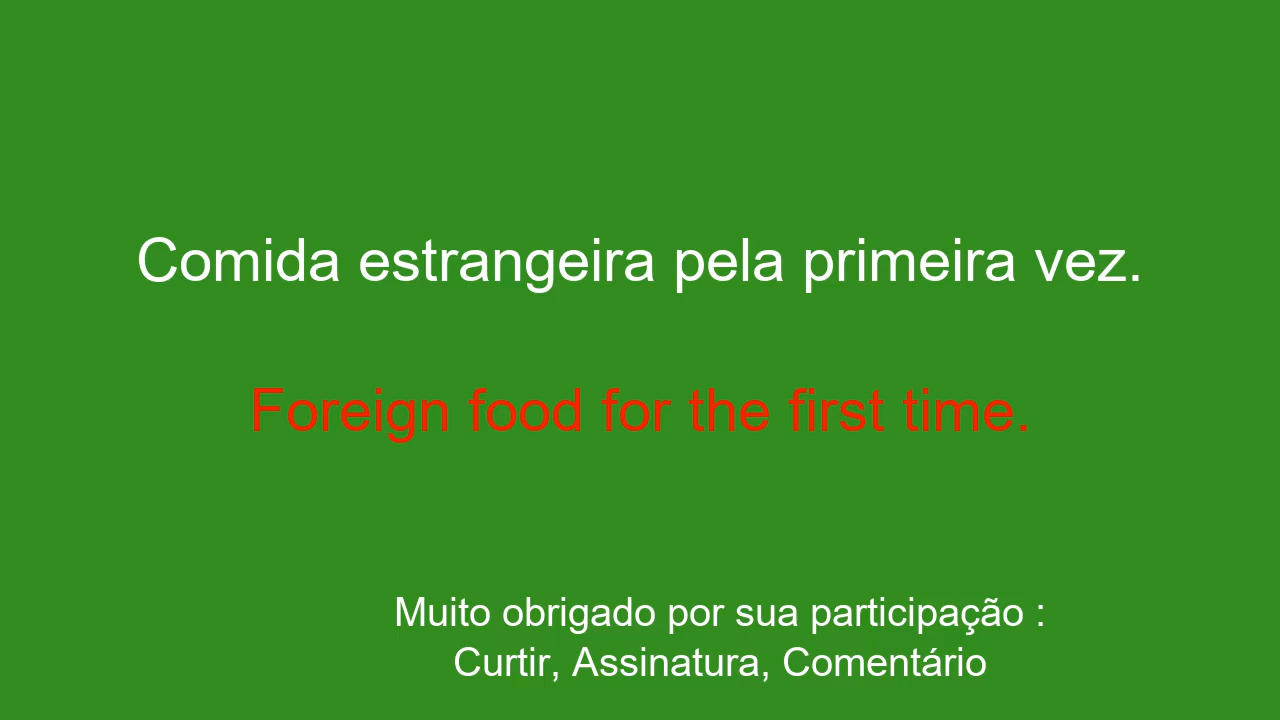 Comida estrangeira pela primeira vez.
Foreign food for the first time.
Muito obrigado por sua participação :
Curtir, Assinatura, Comentário